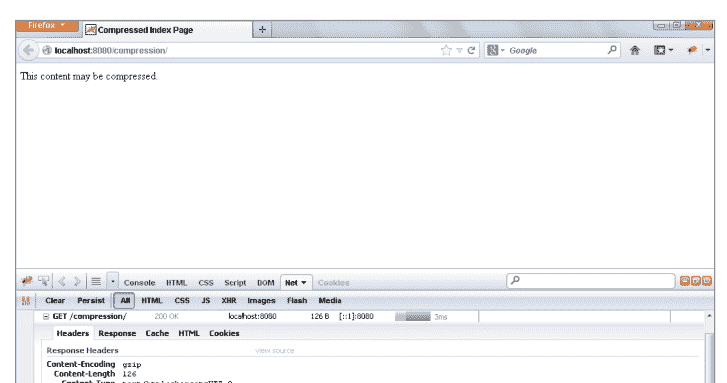 Firefox
Compressed Index Page
localhost:8080/compression/
Google
This content may be compressed.
Console HTML CSS Script DOM Net Cookies
Clear Persist All HTML CSS JS XHR Images Flash Media
GET /compression/ 200 OK localhost:8080 126 B [::1]:8080 3ms
Headers Response Cache HTML Cookies
Response Headers view source
Content-Encoding gzip
Content-Length 126
Content-Type